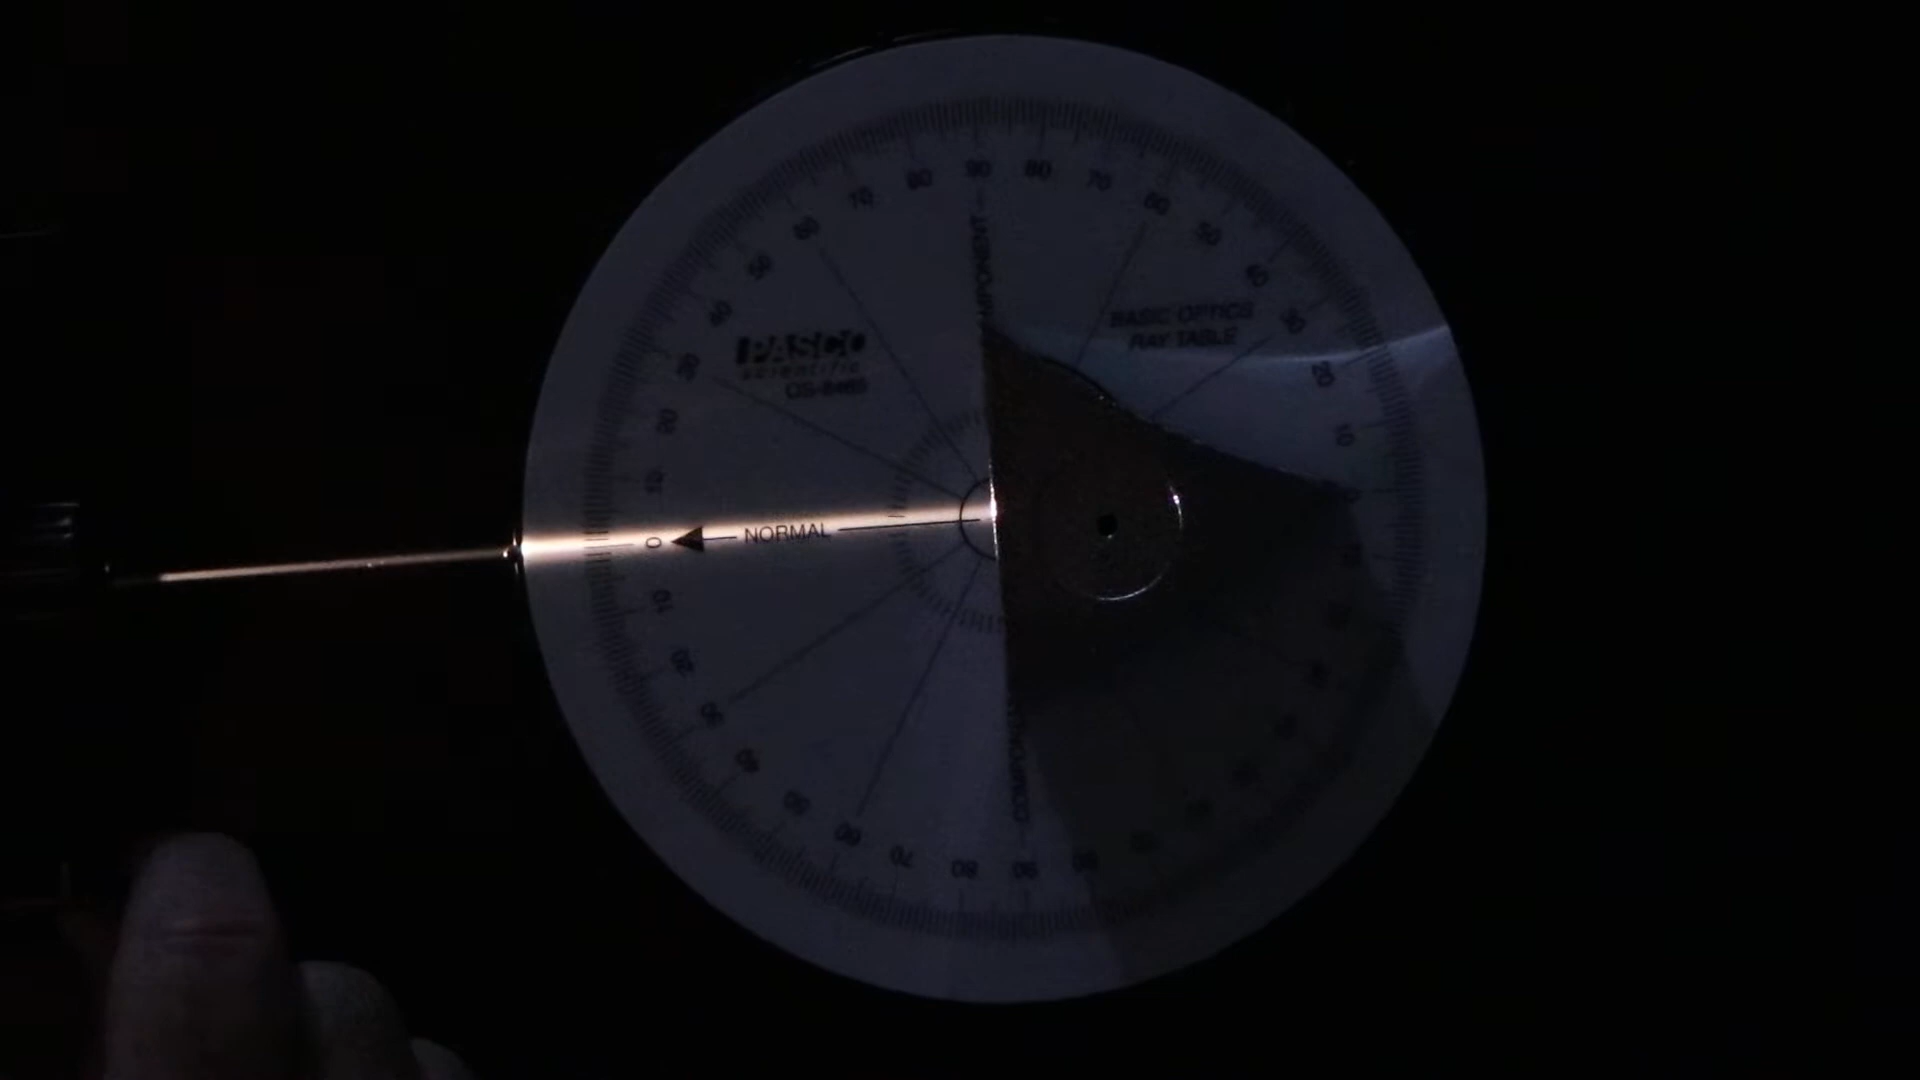 90 80 70 60 50 40 30 20 10
80 70 60 50 40 30 20 10 0
COMPONENT
PASCO
scientific
OS-8465
BASIC OPTICS
RAY TABLE
NORMAL
10 20 30 40 50 60 70 80 90
COMPONENT